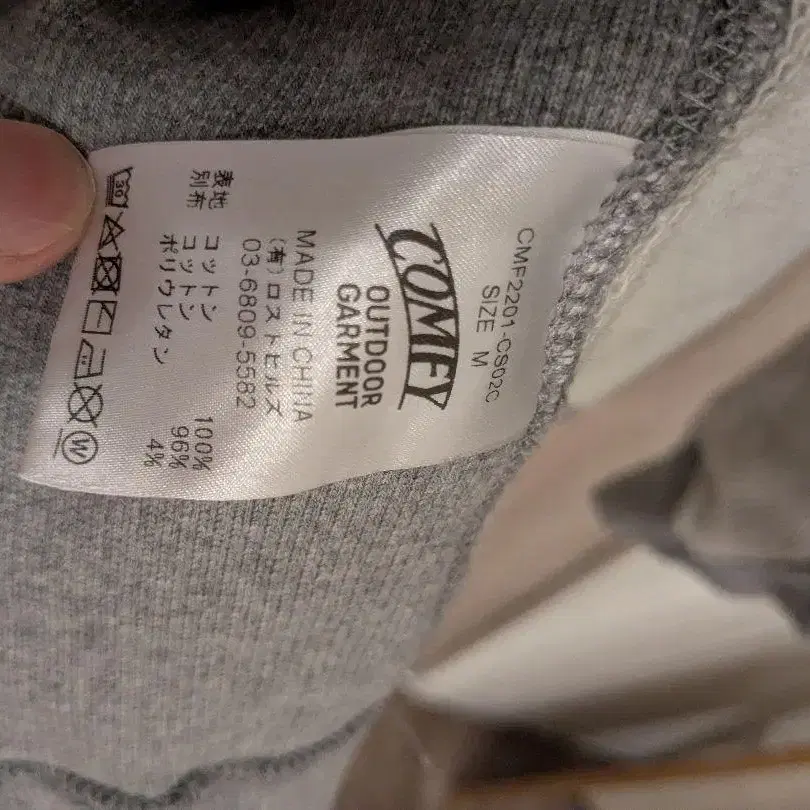 CMF2201-CS02C
SIZE M
COMFY
OUTDOOR
GARMENT
MADE IN CHINA
(有)ロストヒルズ
03-6809-5582
表地 コットン 100%
別布 コットン 96%
ポリウレタン 4%
30
W